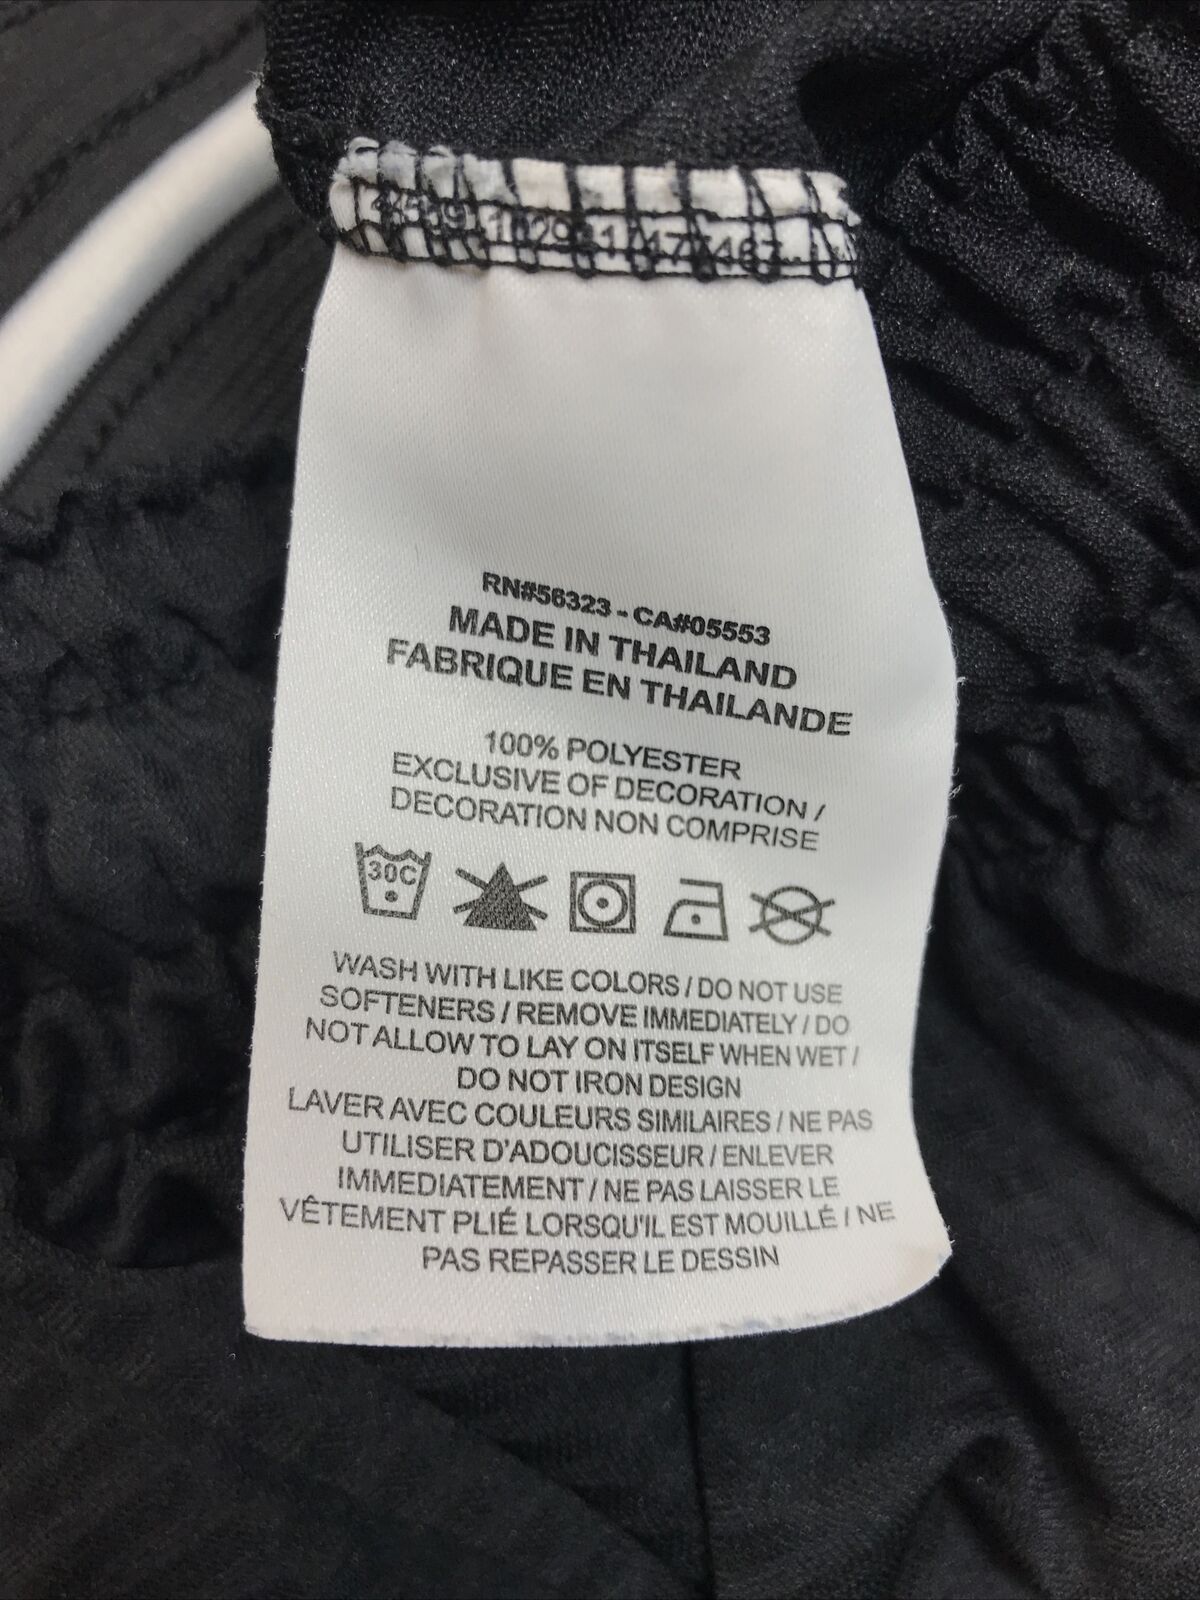 RN#56323 - CA#05553
MADE IN THAILAND
FABRIQUE EN THAILANDE
100% POLYESTER
EXCLUSIVE OF DECORATION /
DECORATION NON COMPRISE
30C
WASH WITH LIKE COLORS / DO NOT USE
SOFTENERS / REMOVE IMMEDIATELY / DO
NOT ALLOW TO LAY ON ITSELF WHEN WET /
DO NOT IRON DESIGN
LAVER AVEC COULEURS SIMILAIRES / NE PAS
UTILISER D'ADOUCISSEUR / ENLEVER
IMMEDIATEMENT / NE PAS LAISSER LE
VÊTEMENT PLIÉ LORSQU'IL EST MOUILLÉ / NE
PAS REPASSER LE DESSIN